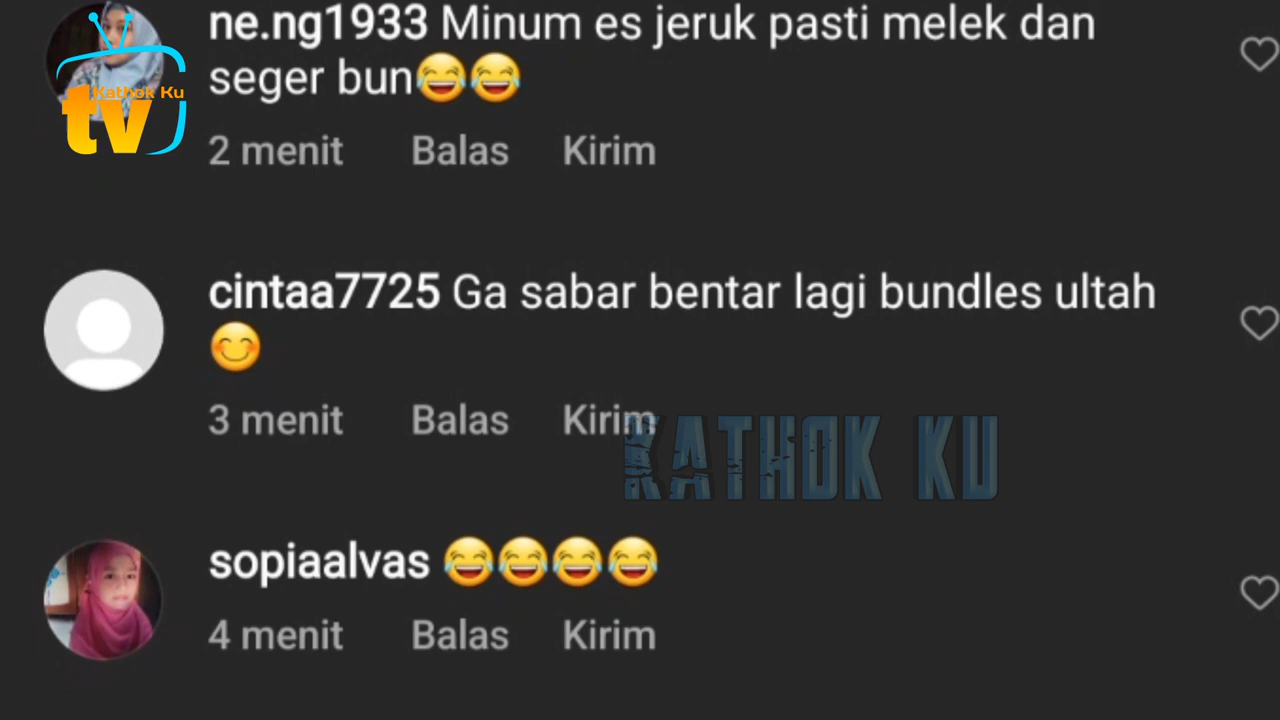 ne.ng1933 Minum es jeruk pasti melek dan
seger bun😂😂
Kathok Ku
tv
2 menit Balas Kirim
cintaa7725 Ga sabar bentar lagi bundles ultah
😊
3 menit Balas Kirim
KATHOK KU
sopiaalvas 😂😂😂😂
4 menit Balas Kirim